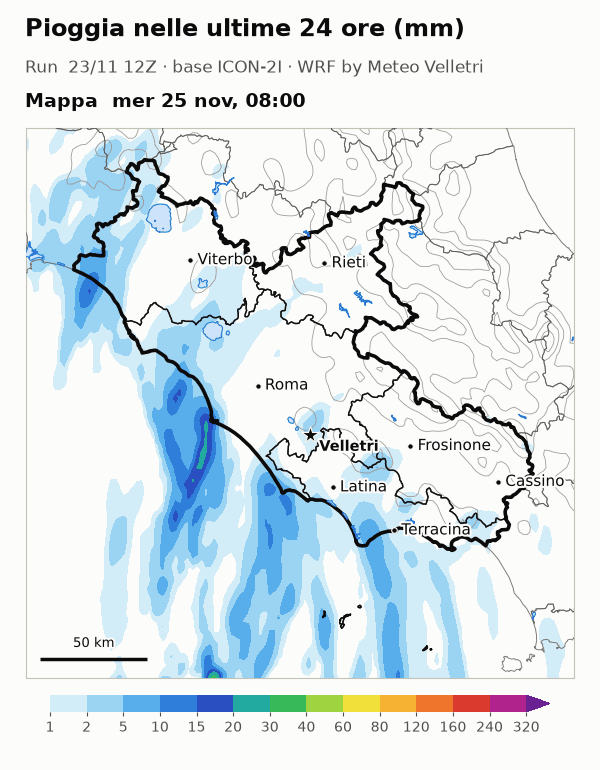 Pioggia nelle ultime 24 ore (mm)
Run  23/11 12Z · base ICON-2I · WRF by Meteo Velletri
Mappa  mer 25 nov, 08:00
Viterbo
Rieti
Roma
Velletri
Frosinone
Latina
Cassino
Terracina
50 km
1 2 5 10 15 20 30 40 60 80 120 160 240 320